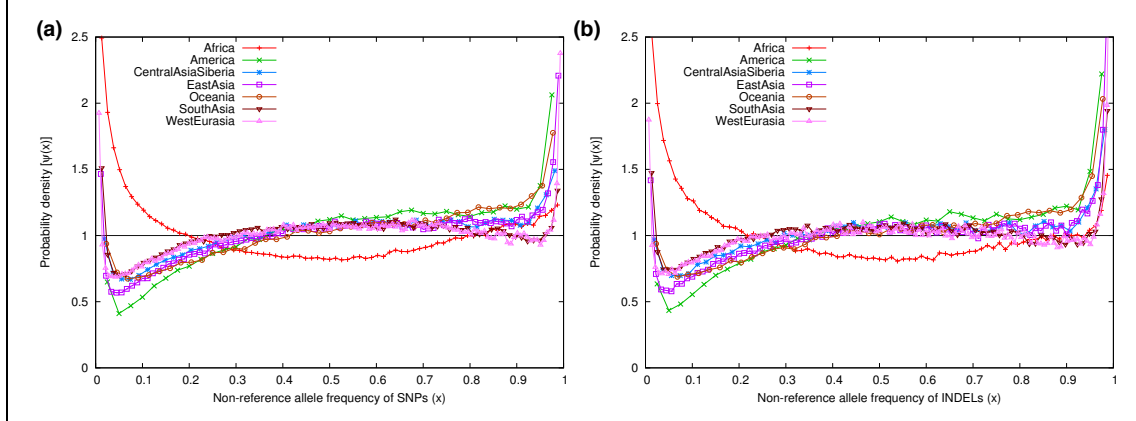 (a)
2.5
2
1.5
1
0.5
0
Probability density [ψ(x)]
Africa
America
CentralAsiaSiberia
EastAsia
Oceania
SouthAsia
WestEurasia
0 0.1 0.2 0.3 0.4 0.5 0.6 0.7 0.8 0.9 1
Non-reference allele frequency of SNPs (x)
(b)
2.5
2
1.5
1
0.5
0
Probability density [ψ(x)]
Africa
America
CentralAsiaSiberia
EastAsia
Oceania
SouthAsia
WestEurasia
0 0.1 0.2 0.3 0.4 0.5 0.6 0.7 0.8 0.9 1
Non-reference allele frequency of INDELs (x)